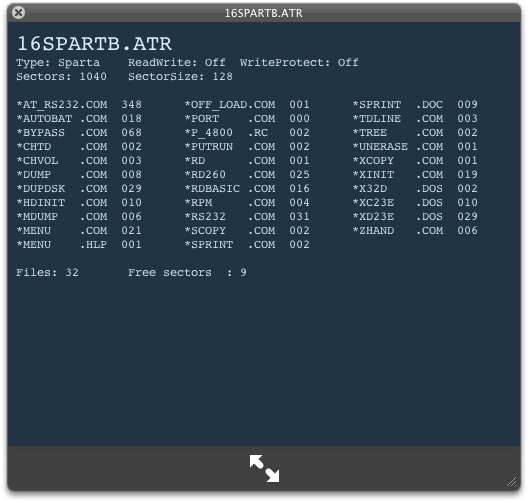 16SPARTB.ATR
16SPARTB.ATR
Type: Sparta    ReadWrite: Off  WriteProtect: Off
Sectors: 1040   SectorSize: 128
*AT_RS232.COM  348      *OFF_LOAD.COM  001      *SPRINT  .DOC  009
*AUTOBAT .COM  018      *PORT    .COM  000      *TDLINE  .COM  003
*BYPASS  .COM  068      *P_4800  .RC   002      *TREE    .COM  002
*CHTD    .COM  002      *PUTRUN  .COM  002      *UNERASE .COM  001
*CHVOL   .COM  003      *RD      .COM  001      *XCOPY   .COM  001
*DUMP    .COM  008      *RD260   .COM  025      *XINIT   .COM  019
*DUPDSK  .COM  029      *RDBASIC .COM  016      *X32D    .DOS  002
*HDINIT  .COM  010      *RPM     .COM  004      *XC23E   .DOS  010
*MDUMP   .COM  006      *RS232   .COM  031      *XD23E   .DOS  029
*MENU    .COM  021      *SCOPY   .COM  002      *ZHAND   .COM  006
*MENU    .HLP  001      *SPRINT  .COM  002
Files: 32       Free sectors  : 9